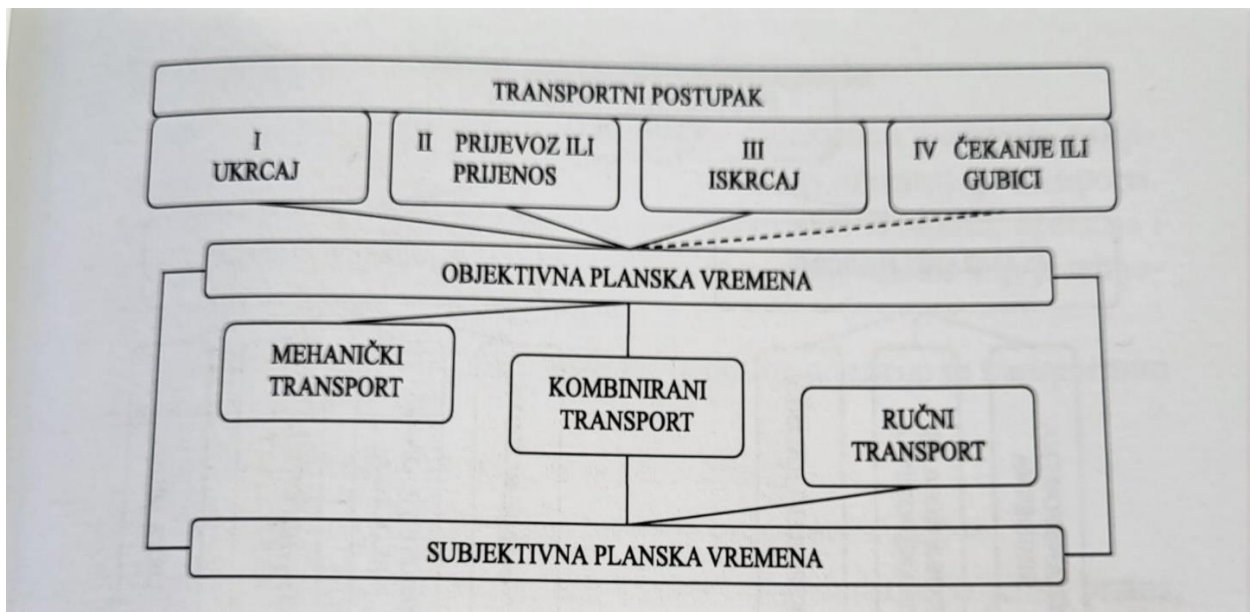 TRANSPORTNI POSTUPAK
I
UKRCAJ
II PRIJEVOZ ILI
PRIJENOS
III
ISKRCAJ
IV ČEKANJE ILI
GUBICI
OBJEKTIVNA PLANSKA VREMENA
MEHANIČKI
TRANSPORT
KOMBINIRANI
TRANSPORT
RUČNI
TRANSPORT
SUBJEKTIVNA PLANSKA VREMENA